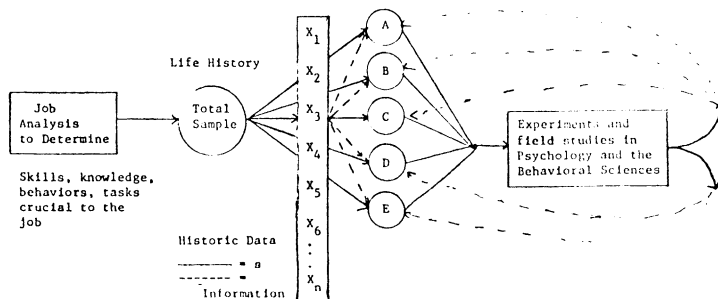 Life History
Job
Analysis
to Determine
Skills, knowledge,
behaviors, tasks
crucial to the
job
Total
Sample
Historic Data
= s
=
Information
X1
X2
X3
X4
X5
X6
Xn
A
B
C
D
E
Experiments and
field studies in
Psychology and the
Behavioral Sciences